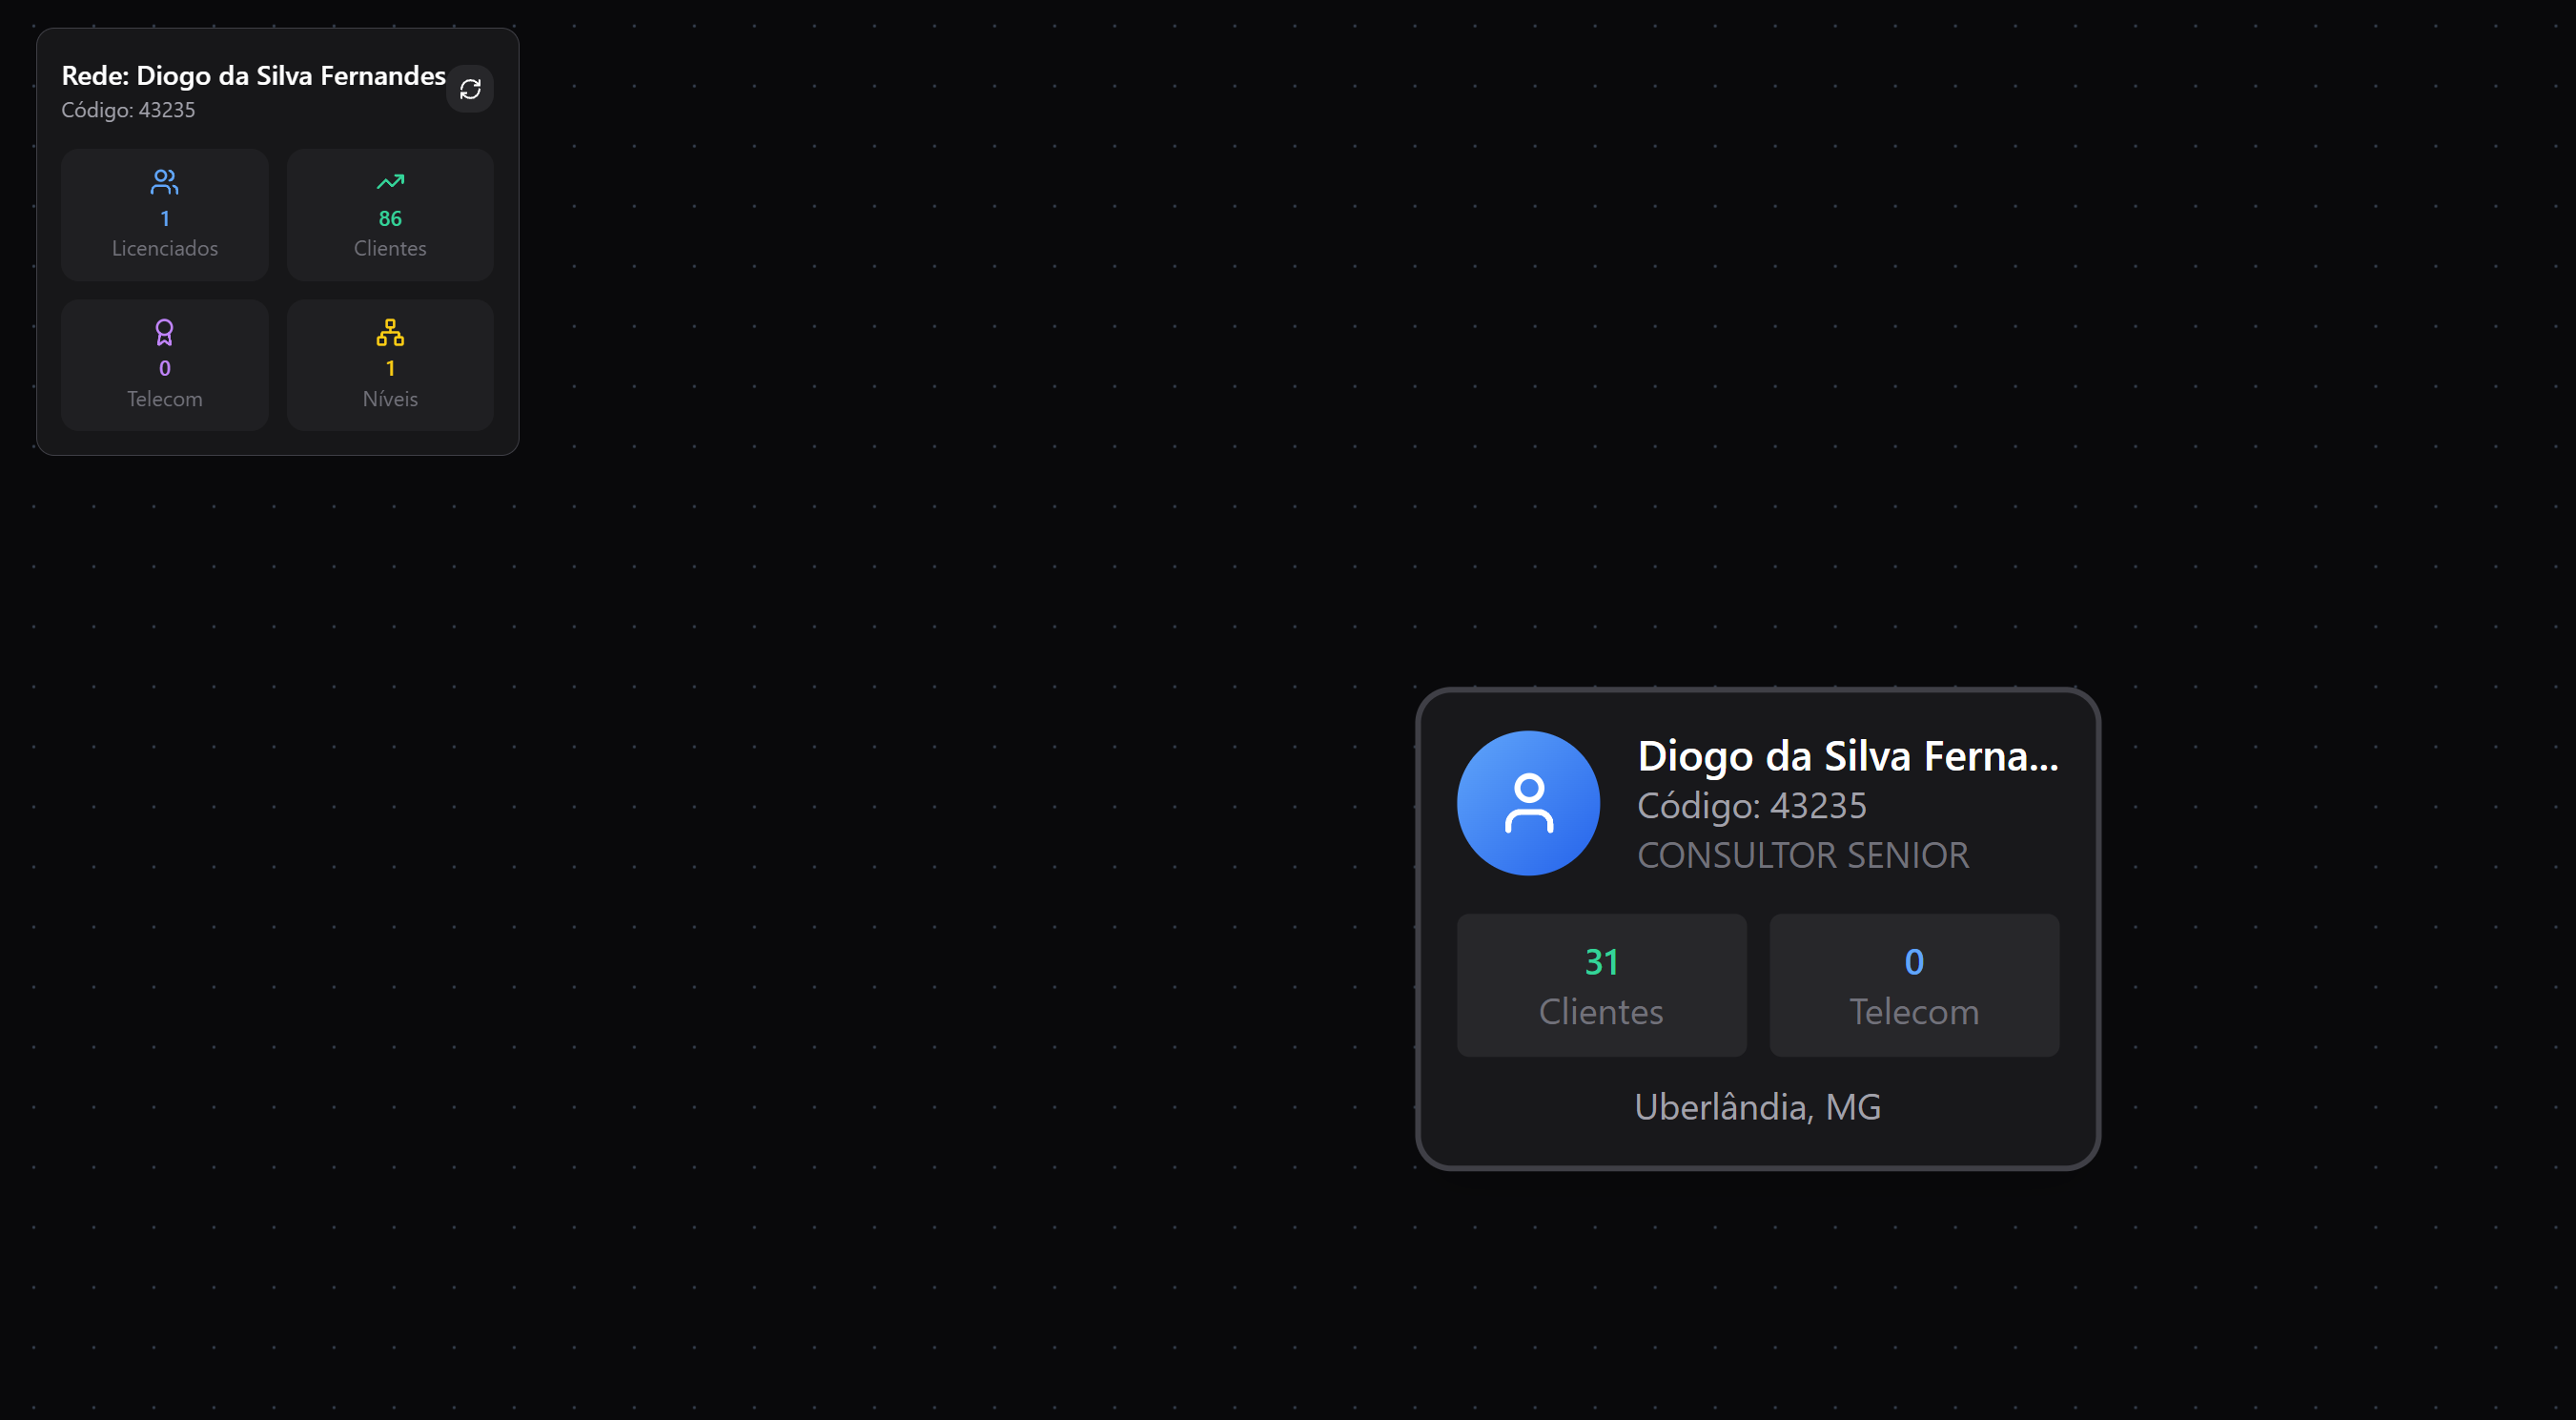 Rede: Diogo da Silva Fernandes
Código: 43235
1
Licenciados
86
Clientes
0
Telecom
1
Níveis
Diogo da Silva Ferna...
Código: 43235
CONSULTOR SENIOR
31
Clientes
0
Telecom
Uberlândia, MG